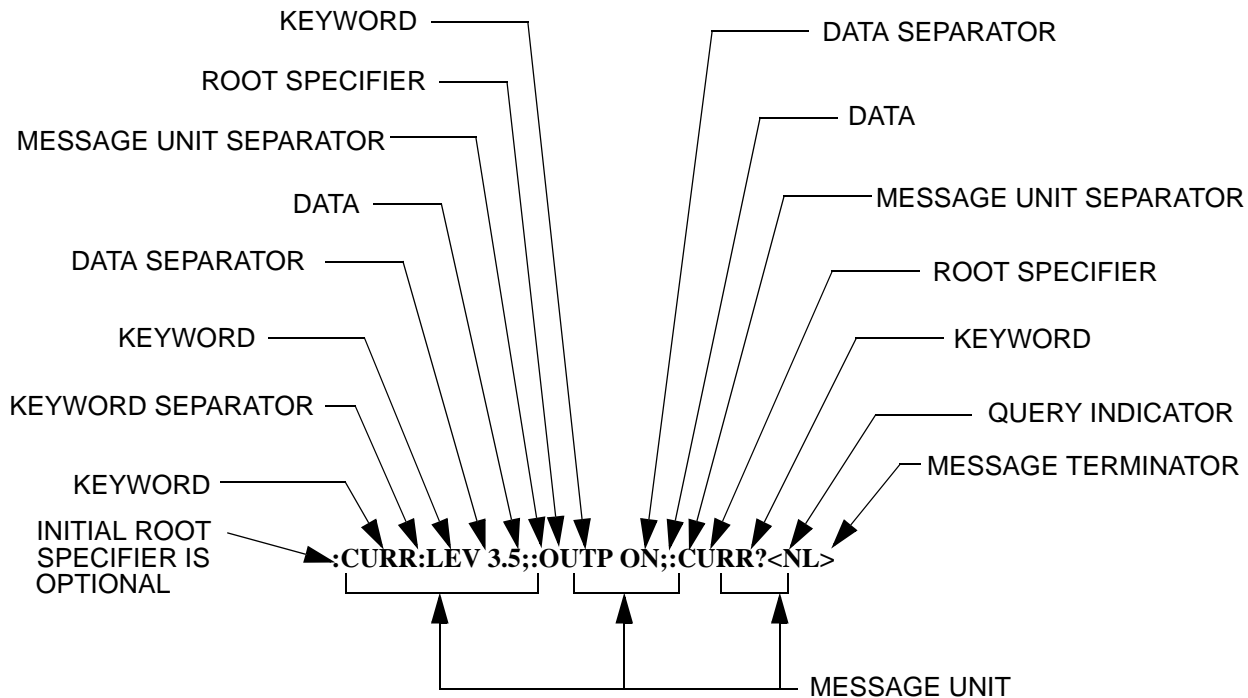 KEYWORD
DATA SEPARATOR
ROOT SPECIFIER
DATA
MESSAGE UNIT SEPARATOR
MESSAGE UNIT SEPARATOR
DATA
DATA SEPARATOR
ROOT SPECIFIER
KEYWORD
KEYWORD
KEYWORD SEPARATOR
QUERY INDICATOR
KEYWORD
MESSAGE TERMINATOR
INITIAL ROOT
SPECIFIER IS
OPTIONAL
:CURR:LEV 3.5;:OUTP ON;:CURR?<NL>
MESSAGE UNIT